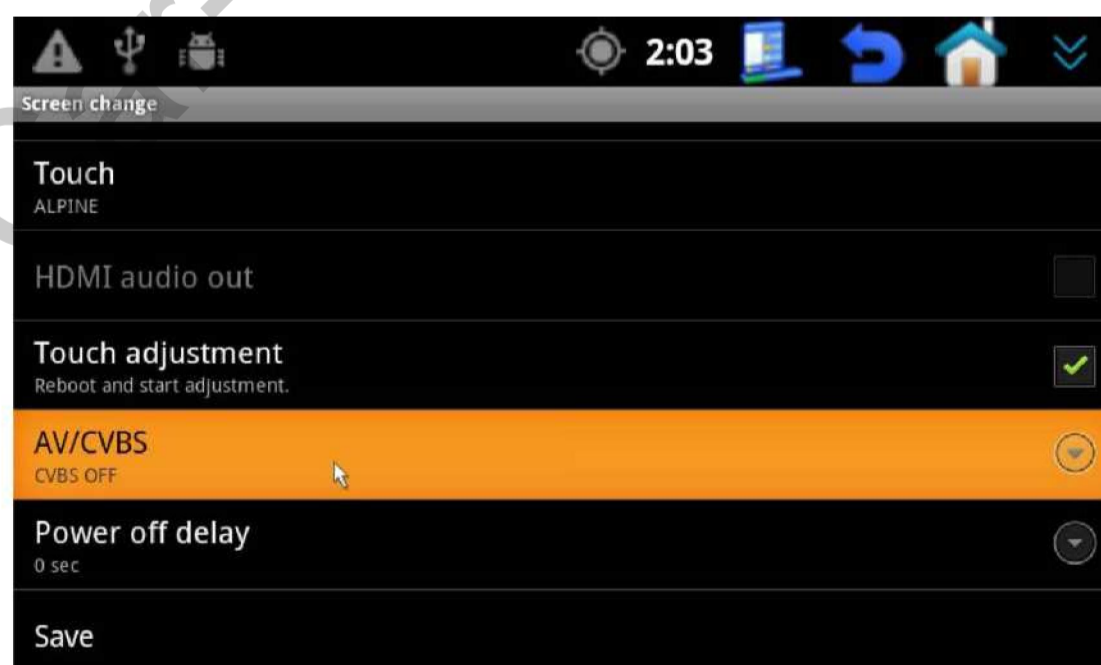 2:03
Screen change
Touch
ALPINE
HDMI audio out
Touch adjustment
Reboot and start adjustment.
AV/CVBS
CVBS OFF
Power off delay
0 sec
Save